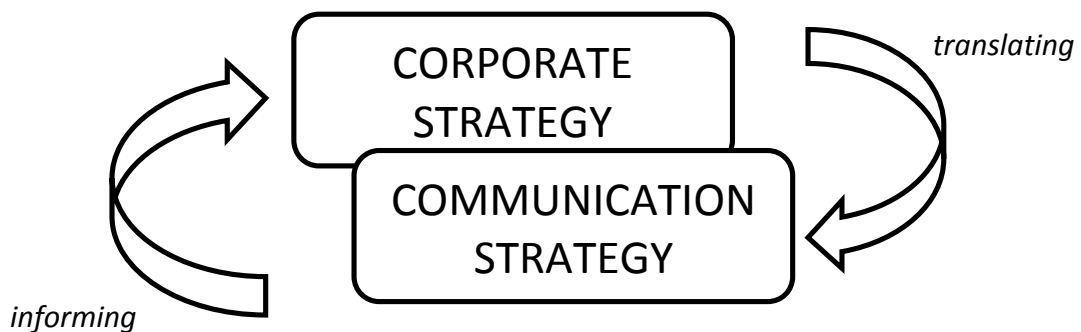 CORPORATE
STRATEGY
translating
COMMUNICATION
STRATEGY
informing